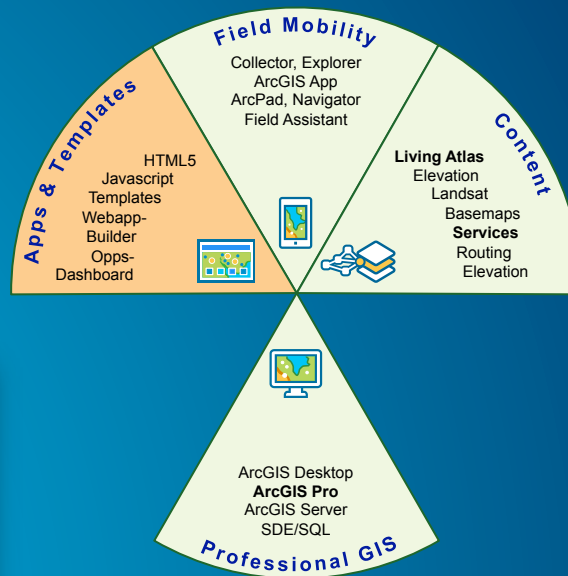 Field Mobility
Collector, Explorer
ArcGIS App
ArcPad, Navigator
Field Assistant
Apps & Templates
HTML5
Javascript
Templates
Webapp-
Builder
Opps-
Dashboard
Content
Living Atlas
Elevation
Landsat
Basemaps
Services
Routing
Elevation
ArcGIS Desktop
ArcGIS Pro
ArcGIS Server
SDE/SQL
Professional GIS